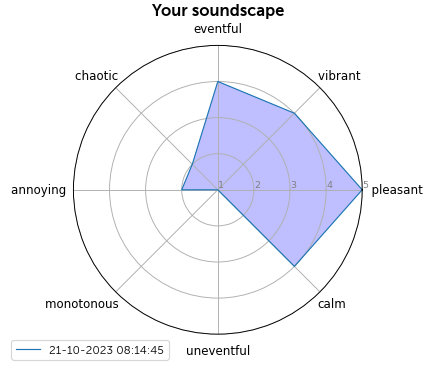 Your soundscape
eventful
chaotic
vibrant
annoying
1 2 3 4 5
pleasant
monotonous
calm
uneventful
21-10-2023 08:14:45